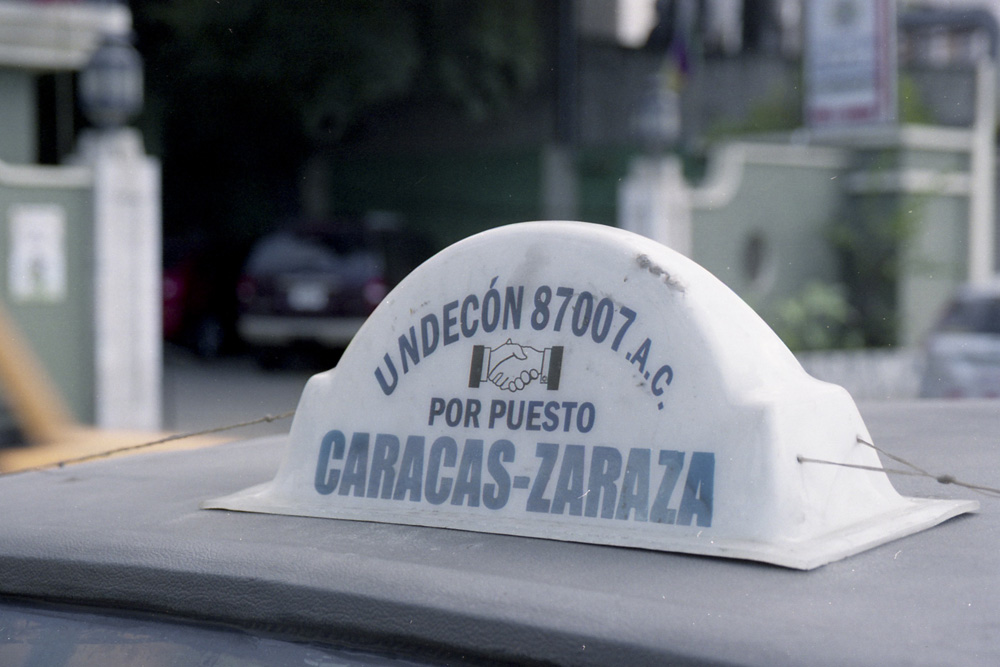 UNDECÓN 87007.A.C.
POR PUESTO
CARACAS-ZARAZA